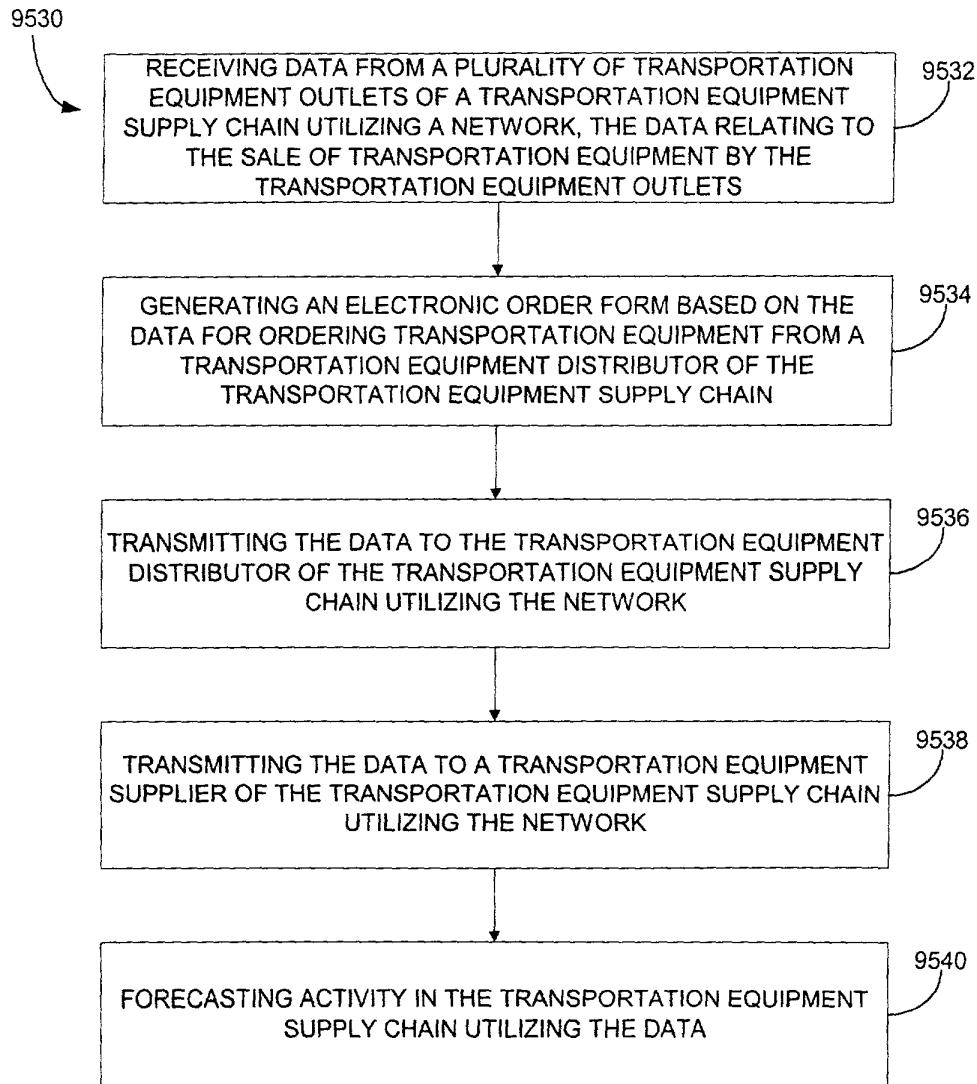 9530
RECEIVING DATA FROM A PLURALITY OF TRANSPORTATION
EQUIPMENT OUTLETS OF A TRANSPORTATION EQUIPMENT
SUPPLY CHAIN UTILIZING A NETWORK, THE DATA RELATING TO
THE SALE OF TRANSPORTATION EQUIPMENT BY THE
TRANSPORTATION EQUIPMENT OUTLETS
9532
GENERATING AN ELECTRONIC ORDER FORM BASED ON THE
DATA FOR ORDERING TRANSPORTATION EQUIPMENT FROM A
TRANSPORTATION EQUIPMENT DISTRIBUTOR OF THE
TRANSPORTATION EQUIPMENT SUPPLY CHAIN
9534
TRANSMITTING THE DATA TO THE TRANSPORTATION EQUIPMENT
DISTRIBUTOR OF THE TRANSPORTATION EQUIPMENT SUPPLY
CHAIN UTILIZING THE NETWORK
9536
TRANSMITTING THE DATA TO A TRANSPORTATION EQUIPMENT
SUPPLIER OF THE TRANSPORTATION EQUIPMENT SUPPLY CHAIN
UTILIZING THE NETWORK
9538
FORECASTING ACTIVITY IN THE TRANSPORTATION EQUIPMENT
SUPPLY CHAIN UTILIZING THE DATA
9540